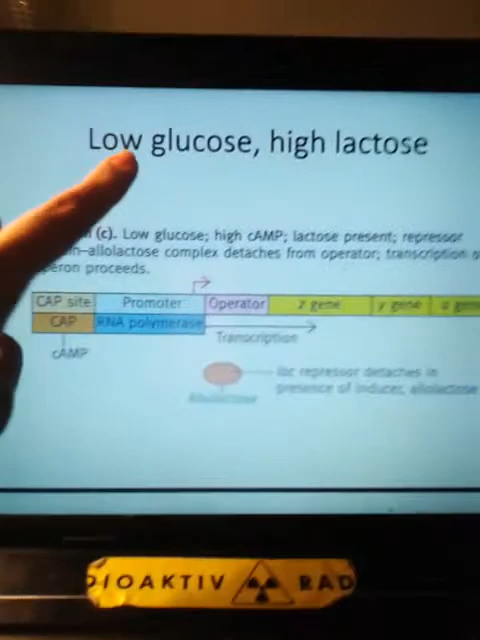 Low glucose, high lactose
(c). Low glucose; high cAMP; lactose present; repressor
–allolactose complex detaches from operator; transcription
proceeds.
CAP site Promoter Operator z gene y gene
CAP RNA polymerase
Transcription
cAMP
lac repressor detaches in
presence of inducer, allolactose
Allolactose
IOAKTIV RAD